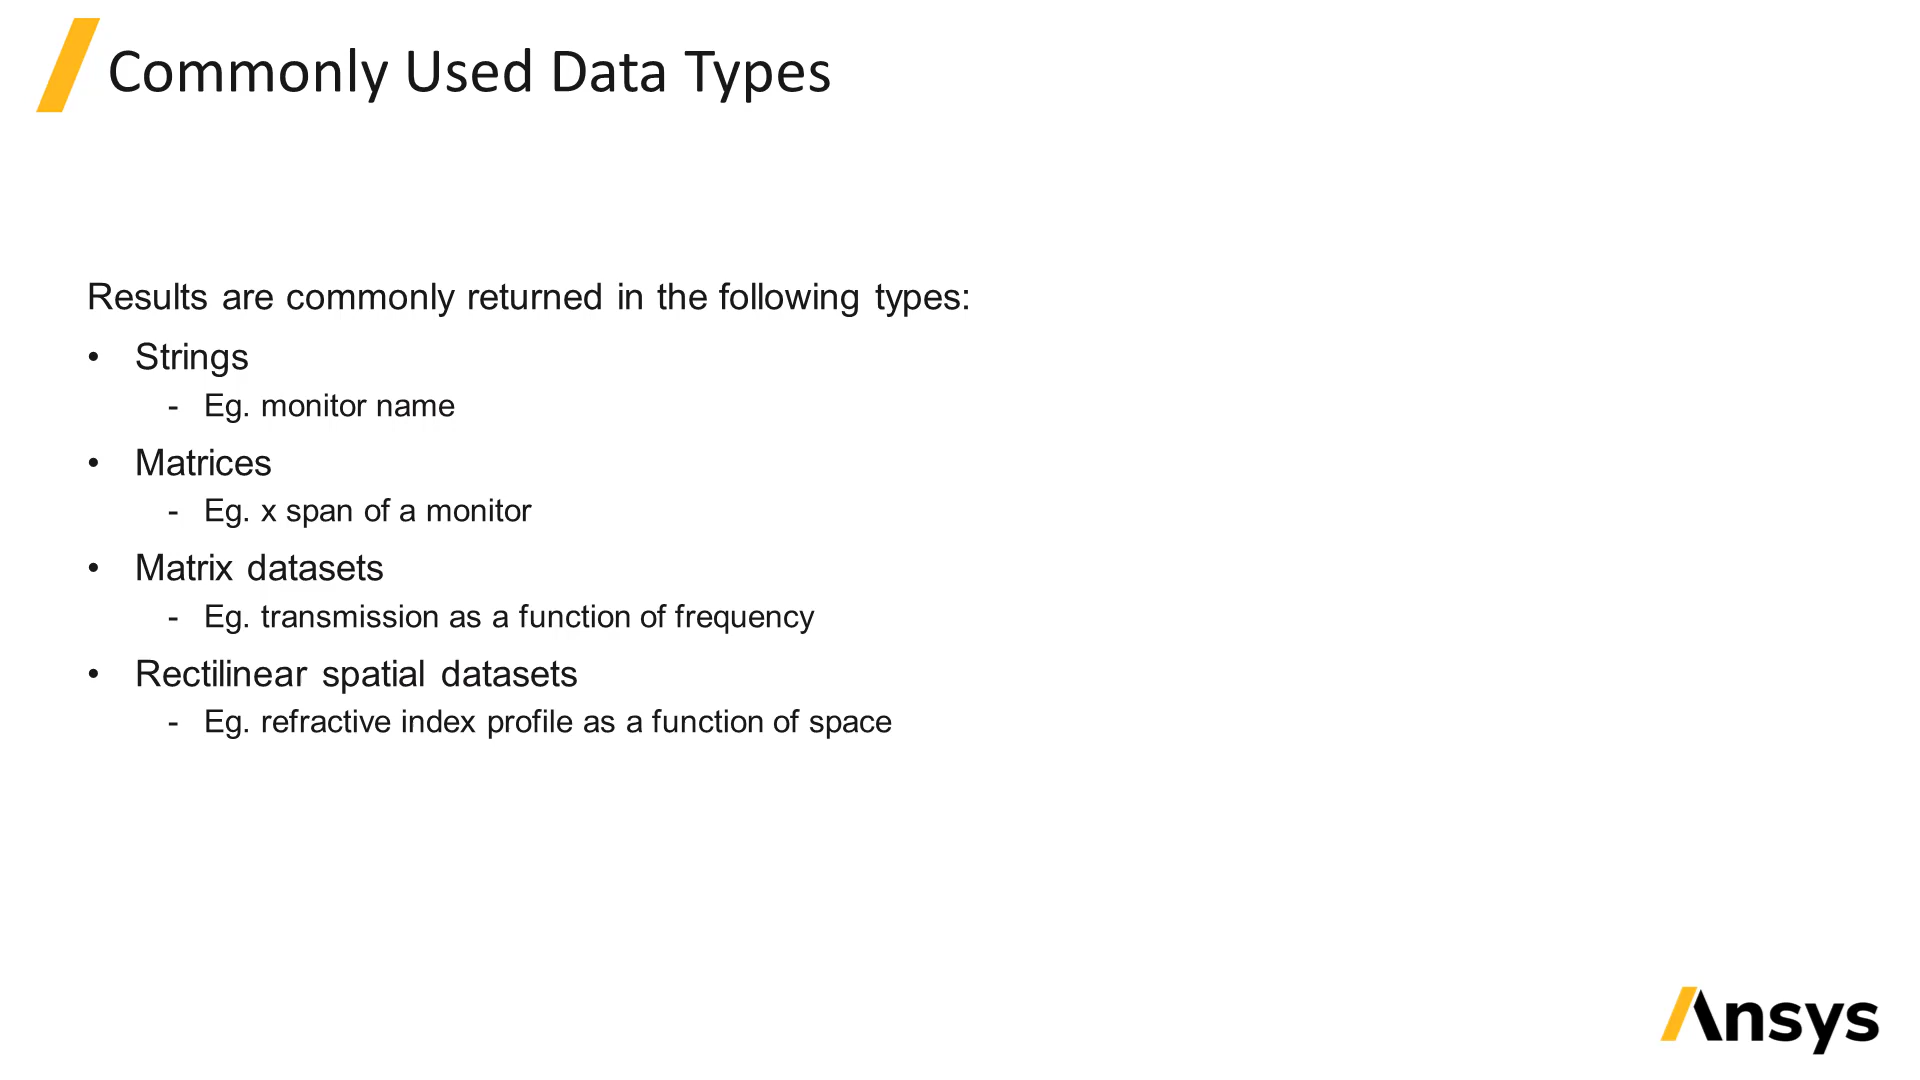 Commonly Used Data Types
Results are commonly returned in the following types:
• Strings
- Eg. monitor name
• Matrices
- Eg. x span of a monitor
• Matrix datasets
- Eg. transmission as a function of frequency
• Rectilinear spatial datasets
- Eg. refractive index profile as a function of space
Ansys